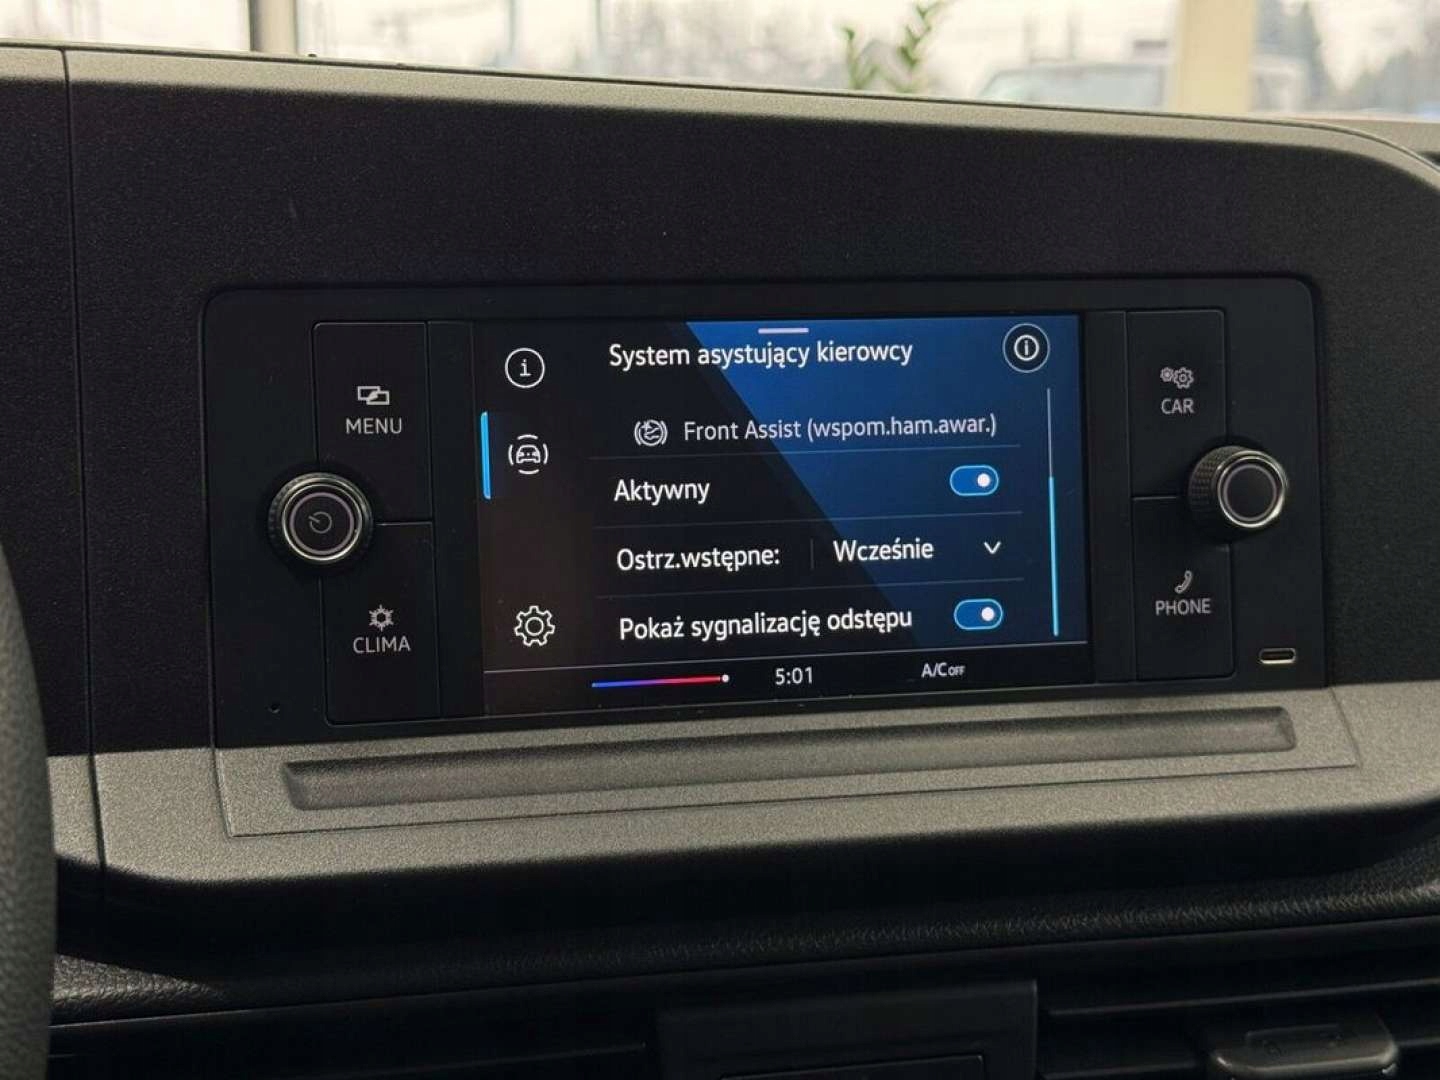 MENU
CLIMA
System asystujący kierowcy
Front Assist (wspom.ham.awar.)
Aktywny
Ostrz.wstępne: Wcześnie
Pokaż sygnalizację odstępu
5:01 A/C OFF
CAR
PHONE